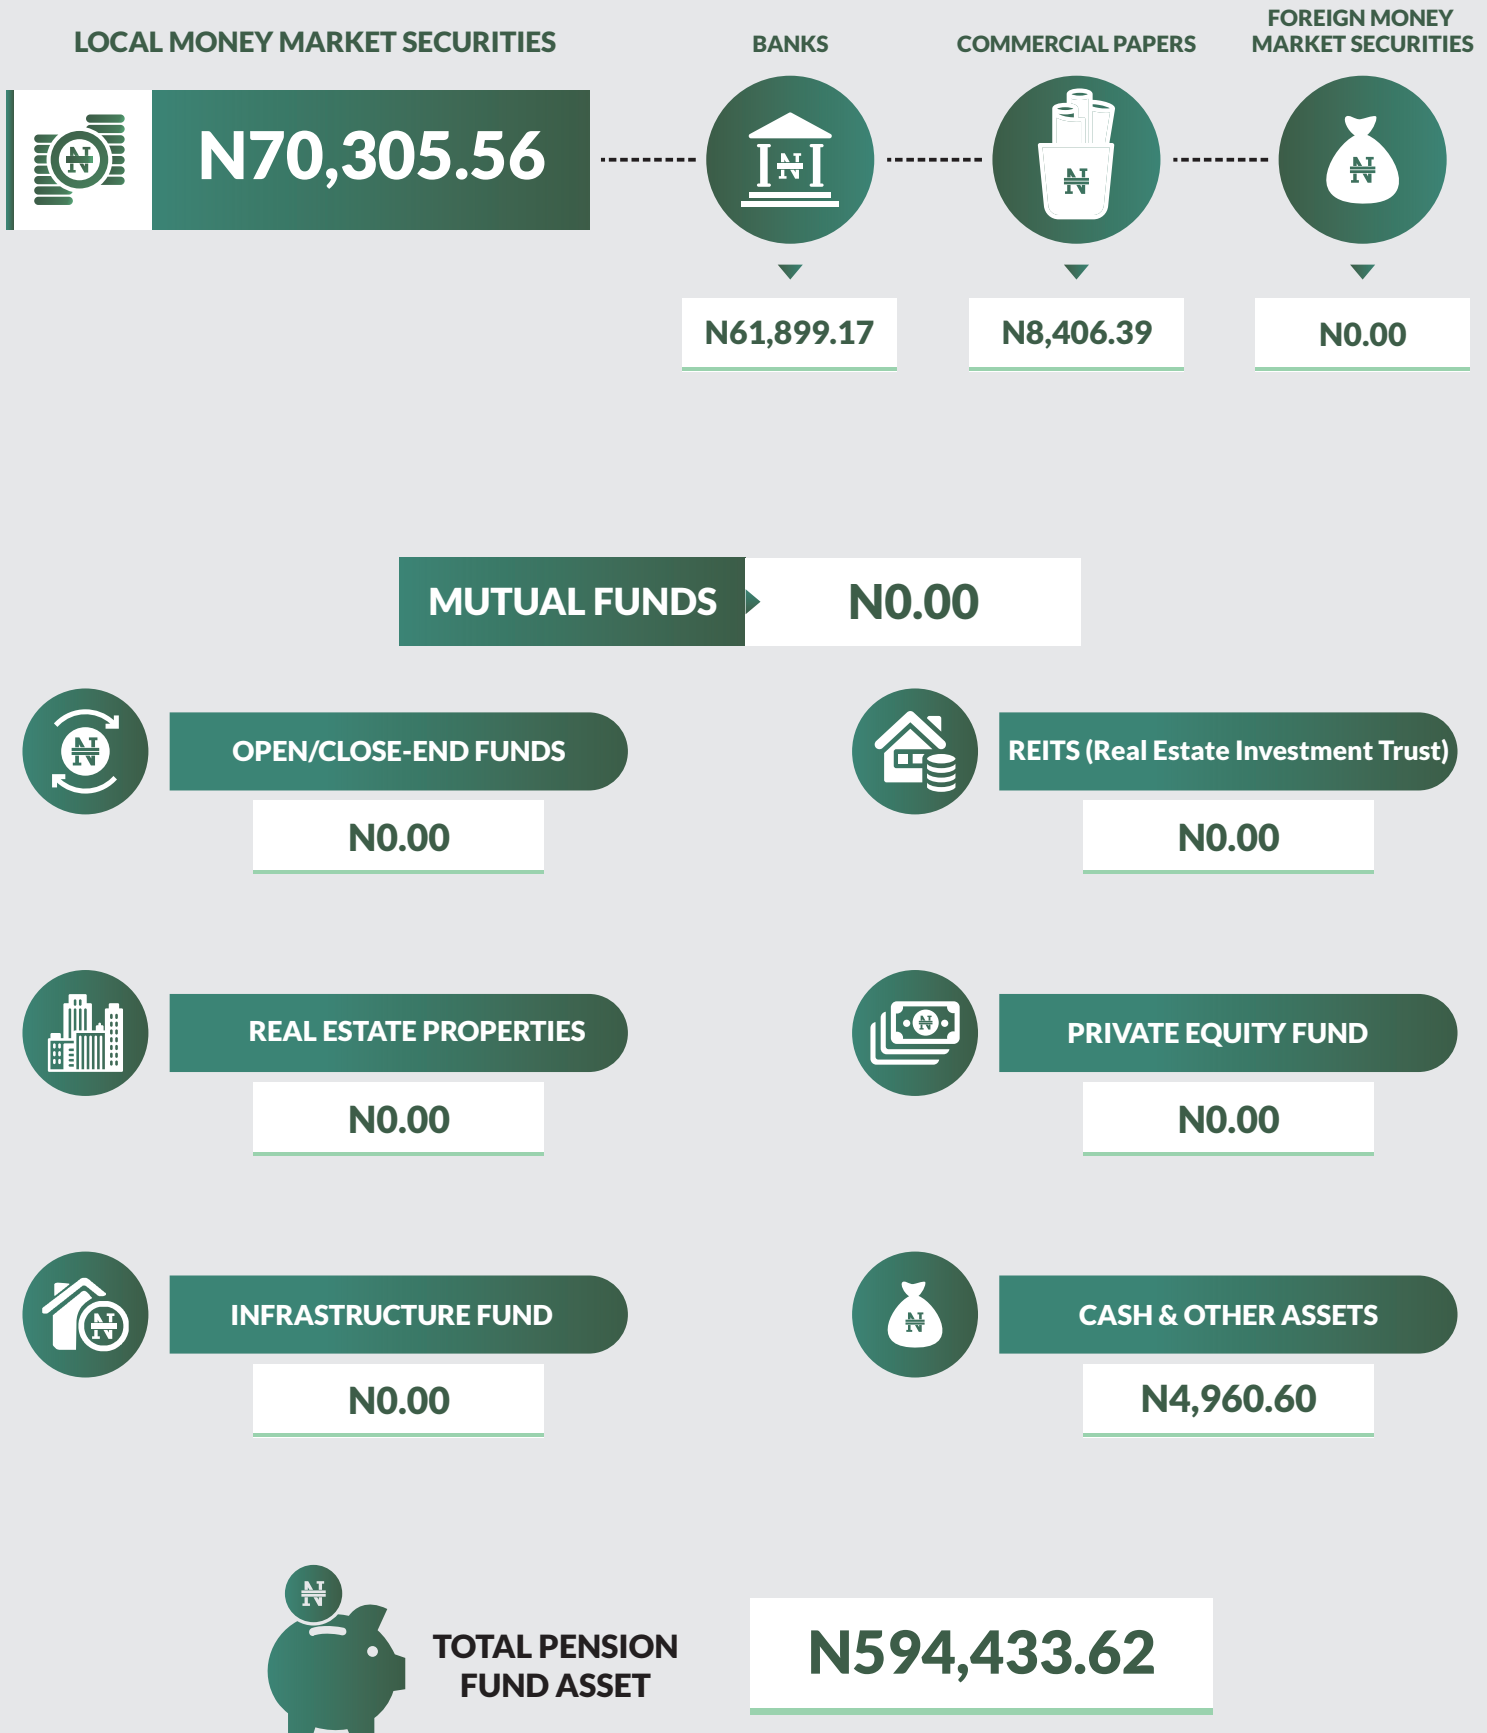 LOCAL MONEY MARKET SECURITIES
BANKS
COMMERCIAL PAPERS
FOREIGN MONEY
MARKET SECURITIES
N70,305.56
N61,899.17
N8,406.39
N0.00
MUTUAL FUNDS
N0.00
OPEN/CLOSE-END FUNDS
N0.00
REITS (Real Estate Investment Trust)
N0.00
REAL ESTATE PROPERTIES
N0.00
PRIVATE EQUITY FUND
N0.00
INFRASTRUCTURE FUND
N0.00
CASH & OTHER ASSETS
N4,960.60
TOTAL PENSION
FUND ASSET
N594,433.62